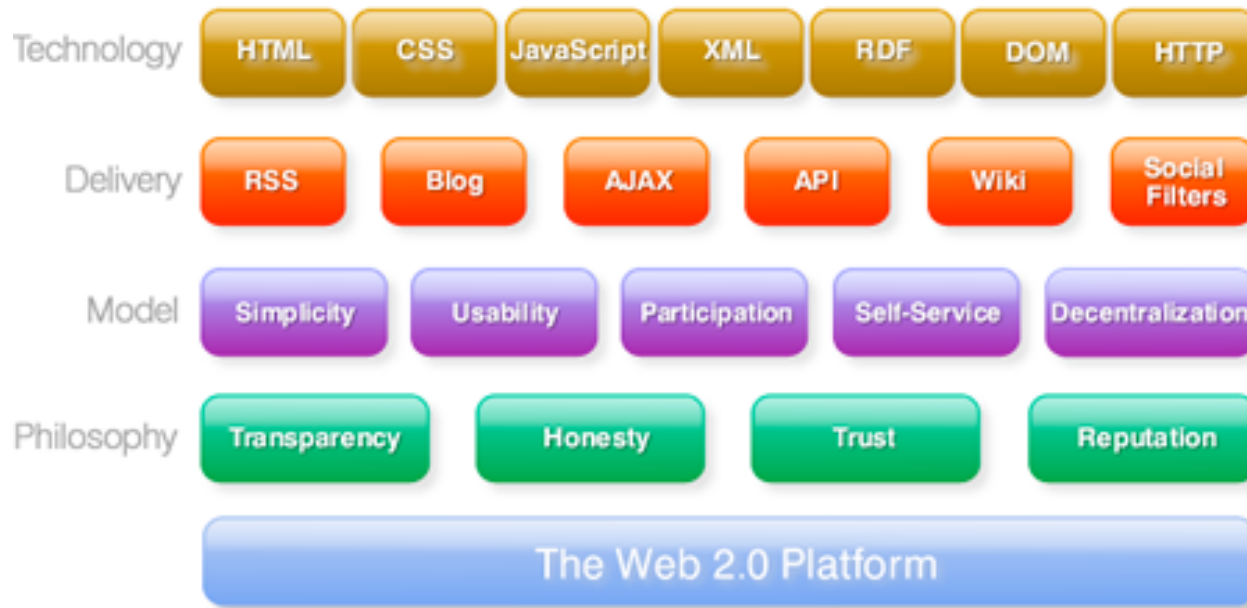 Technology HTML CSS JavaScript XML RDF DOM HTTP
Delivery RSS Blog AJAX API Wiki Social Filters
Model Simplicity Usability Participation Self-Service Decentralization
Philosophy Transparency Honesty Trust Reputation
The Web 2.0 Platform